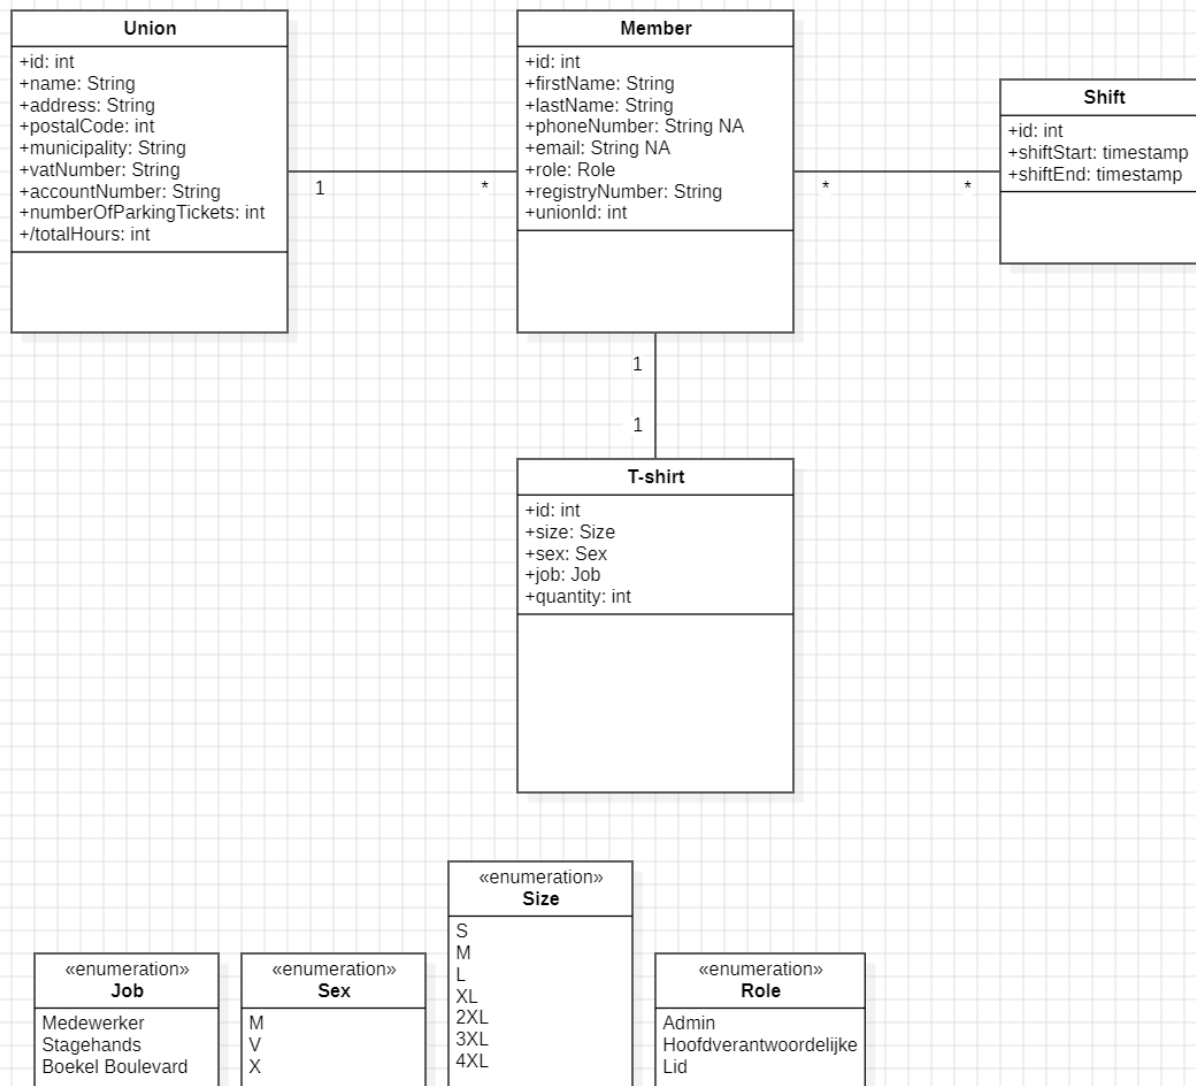 Union
+id: int
+name: String
+address: String
+postalCode: int
+municipality: String
+vatNumber: String
+accountNumber: String
+numberOfParkingTickets: int
+/totalHours: int
1
*
Member
+id: int
+firstName: String
+lastName: String
+phoneNumber: String NA
+email: String NA
+role: Role
+registryNumber: String
+unionId: int
*
*
Shift
+id: int
+shiftStart: timestamp
+shiftEnd: timestamp
1
1
T-shirt
+id: int
+size: Size
+sex: Sex
+job: Job
+quantity: int
«enumeration»
Job
Medewerker
Stagehands
Boekel Boulevard
«enumeration»
Sex
M
V
X
«enumeration»
Size
S
M
L
XL
2XL
3XL
4XL
«enumeration»
Role
Admin
Hoofdverantwoordelijke
Lid